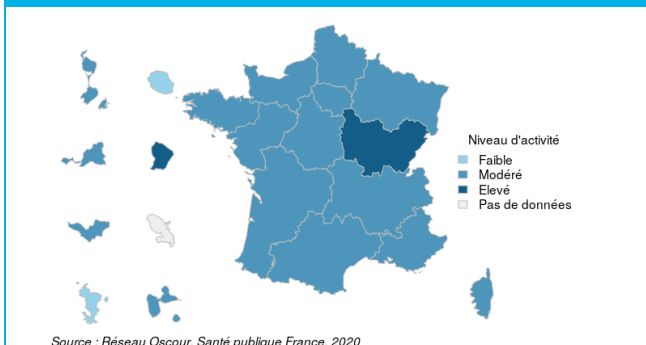 Niveau d'activité
Faible
Modéré
Elevé
Pas de données
Source : Réseau Oscour, Santé publique France, 2020